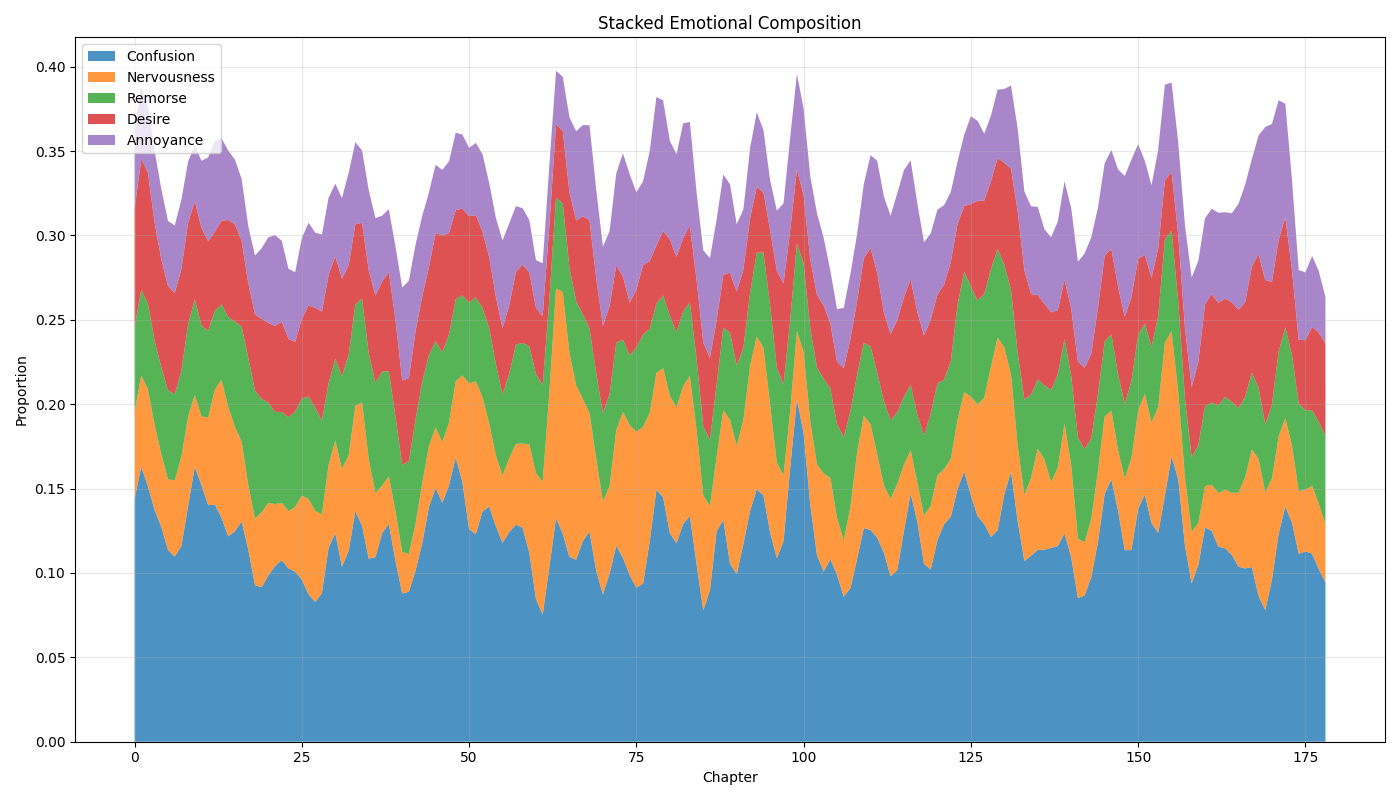 Stacked Emotional Composition
Confusion
Nervousness
Remorse
Desire
Annoyance
0.40
0.35
0.30
0.25
0.20
0.15
0.10
0.05
0.00
Proportion
0 25 50 75 100 125 150 175
Chapter